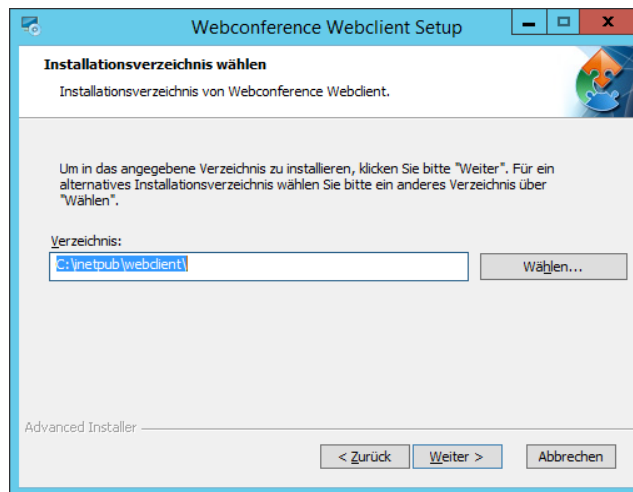 Webconference Webclient Setup
Installationsverzeichnis wählen
Installationsverzeichnis von Webconference Webclient.
Um in das angegebene Verzeichnis zu installieren, klicken Sie bitte "Weiter". Für ein
alternatives Installationsverzeichnis wählen Sie bitte ein anderes Verzeichnis über
"Wählen".
Verzeichnis:
C:\inetpub\webclient\
Wählen...
Advanced Installer
< Zurück
Weiter >
Abbrechen